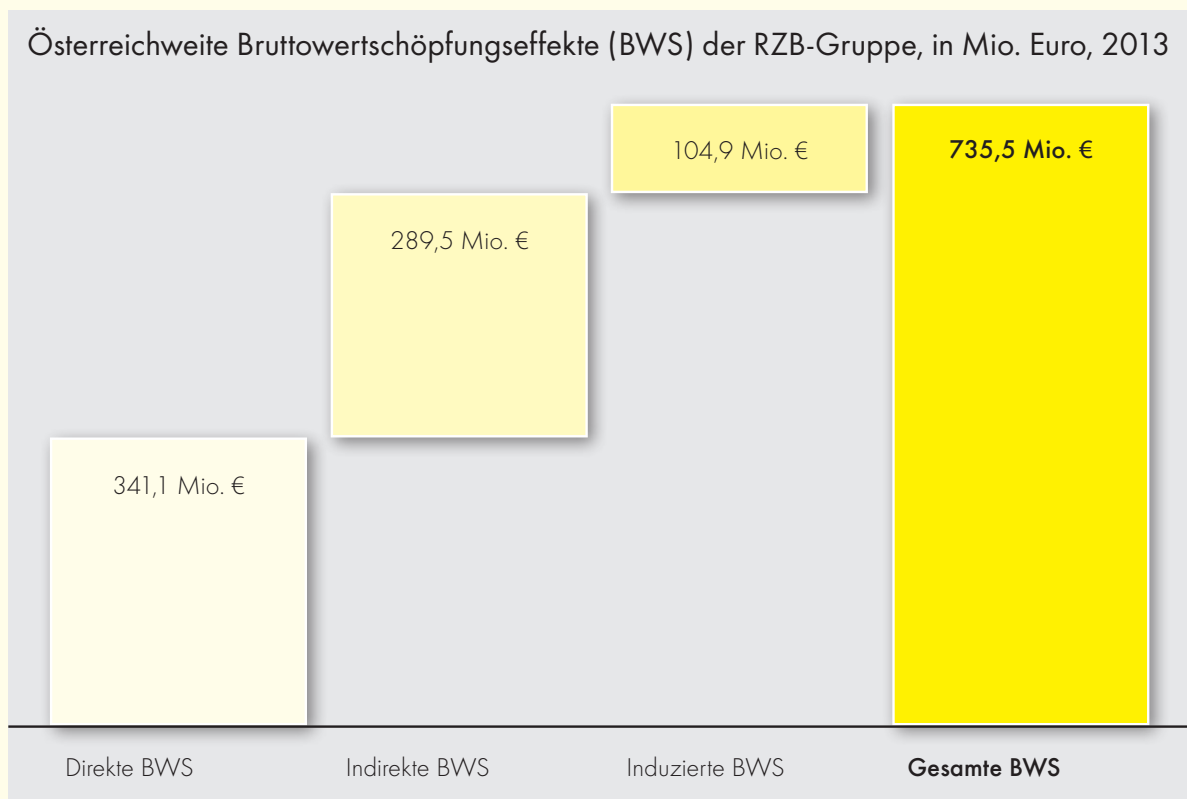 Österreichweite Bruttowertschöpfungseffekte (BWS) der RZB-Gruppe, in Mio. Euro, 2013
104,9 Mio. €
735,5 Mio. €
289,5 Mio. €
341,1 Mio. €
Direkte BWS
Indirekte BWS
Induzierte BWS
Gesamte BWS